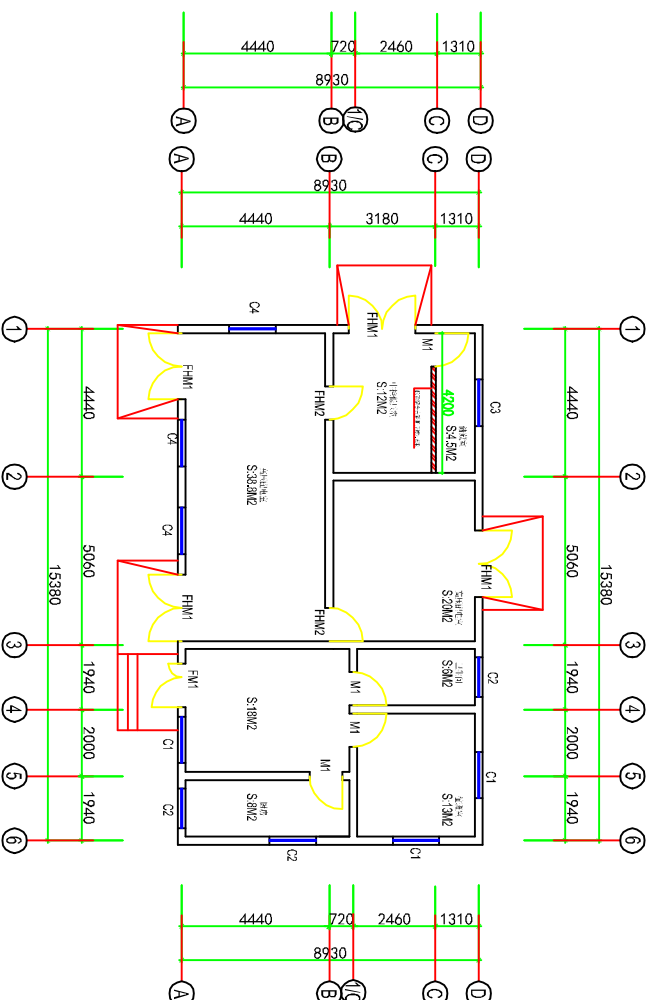 4440 720 2460 1310
8930
A B 1/C C D
A B C D
8930
4440 3180 1310
C4
1 1
FHM1 M1
FHM1 FHM2 C3
4440 S:12M2 4200 4440
S:4.5M2
C4
2 2
S:38.8M2
C4
15380 5060 FHM1 5060 15380
FHM1 FHM2 S:20M2
3 3
1940 FM1 M1 S:6M2 C2 1940
4 S:18M2 4
2000 C1 M1 2000
M1 C1
5 5
1940 C2 S:8M2 S:13M2 1940
厨房
6 6
C2 C1
4440 720 2460 1310
8930
A B 1/C C D